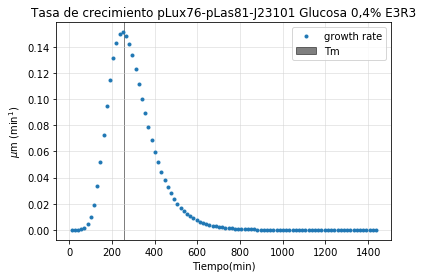 Tasa de crecimiento pLux76-pLas81-J23101 Glucosa 0,4% E3R3
growth rate
Tm
μm (min¹)
0.14
0.12
0.10
0.08
0.06
0.04
0.02
0.00
0 200 400 600 800 1000 1200 1400
Tiempo(min)